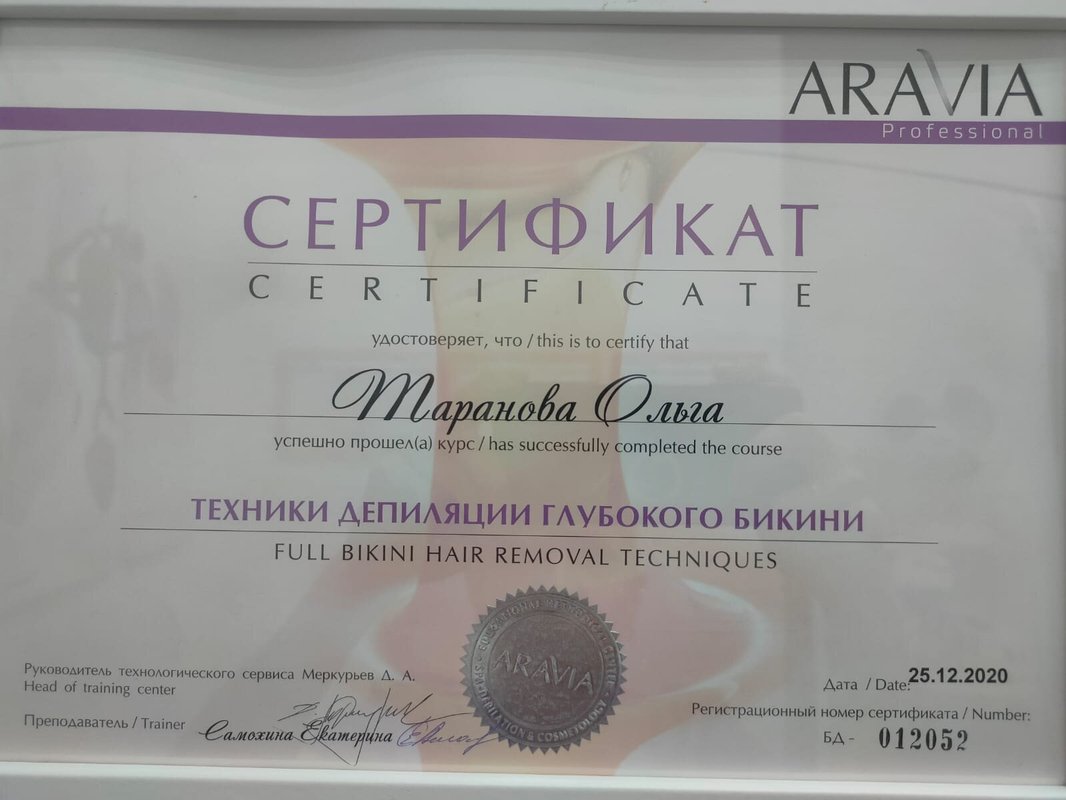 ARAVIA
Professional
СЕРТИФИКАТ
CERTIFICATE
удостоверяет, что / this is to certify that
Таранова Ольга
успешно прошел(а) курс / has successfully completed the course
ТЕХНИКИ ДЕПИЛЯЦИИ ГЛУБОКОГО БИКИНИ
FULL BIKINI HAIR REMOVAL TECHNIQUES
ARAVIA
& COSMETOLOGY
Руководитель технологического сервиса Меркурьев Д. А.
Head of training center
Преподаватель / Trainer Самохина Екатерина
Дата / Date: 25.12.2020
Регистрационный номер сертификата / Number:
БД - 012052